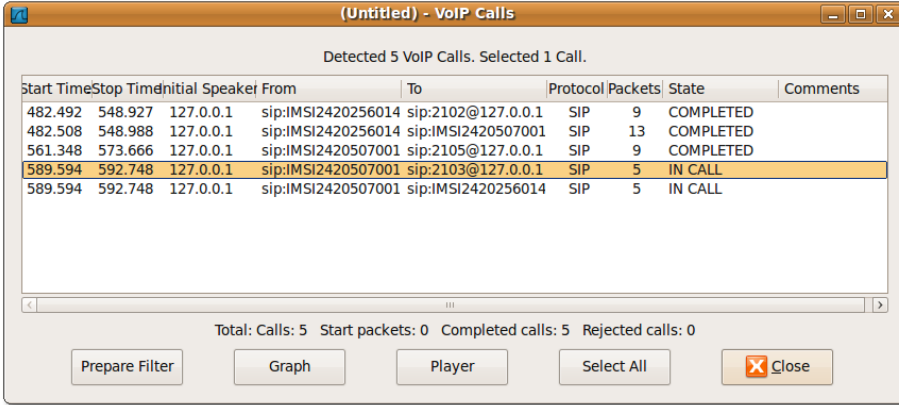 (Untitled) - VoIP Calls
Detected 5 VoIP Calls. Selected 1 Call.
Start Time Stop Time Initial Speaker From To Protocol Packets State Comments
482.492 548.927 127.0.0.1 sip:IMSI2420256014 sip:2102@127.0.0.1 SIP 9 COMPLETED
482.508 548.988 127.0.0.1 sip:IMSI2420256014 sip:IMSI2420507001 SIP 13 COMPLETED
561.348 573.666 127.0.0.1 sip:IMSI2420507001 sip:2105@127.0.0.1 SIP 9 COMPLETED
589.594 592.748 127.0.0.1 sip:IMSI2420507001 sip:2103@127.0.0.1 SIP 5 IN CALL
589.594 592.748 127.0.0.1 sip:IMSI2420507001 sip:IMSI2420256014 SIP 5 IN CALL
Total: Calls: 5 Start packets: 0 Completed calls: 5 Rejected calls: 0
Prepare Filter Graph Player Select All Close